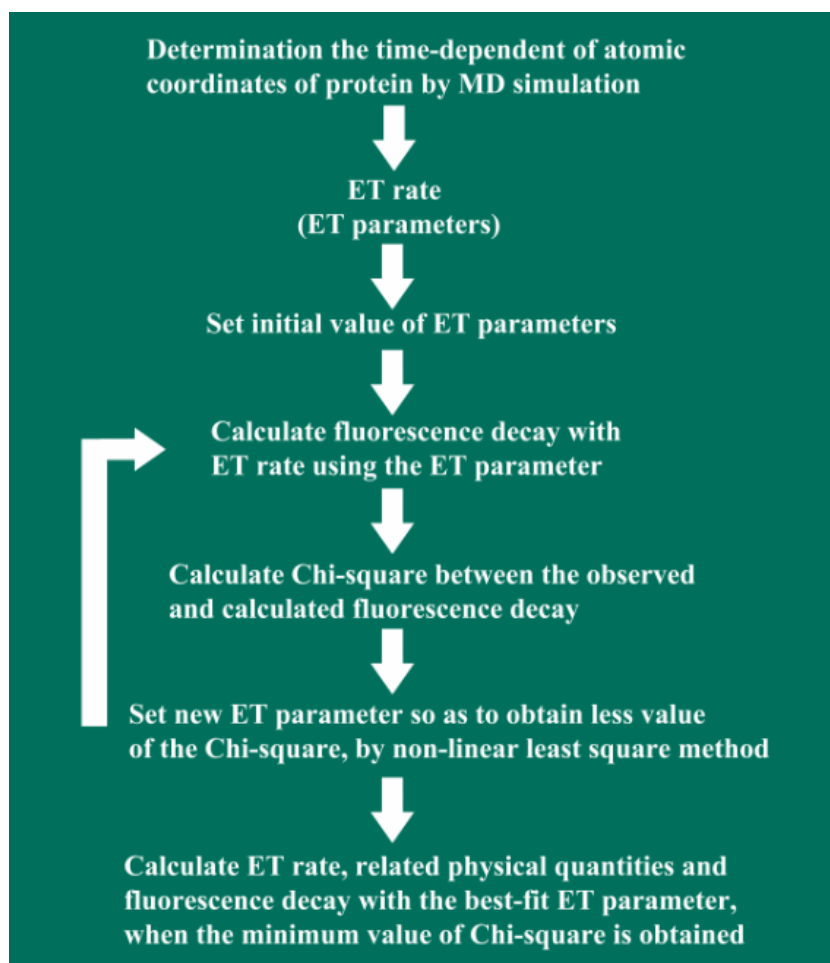 Determination the time-dependent of atomic
coordinates of protein by MD simulation
ET rate
(ET parameters)
Set initial value of ET parameters
Calculate fluorescence decay with
ET rate using the ET parameter
Calculate Chi-square between the observed
and calculated fluorescence decay
Set new ET parameter so as to obtain less value
of the Chi-square, by non-linear least square method
Calculate ET rate, related physical quantities and
fluorescence decay with the best-fit ET parameter,
when the minimum value of Chi-square is obtained